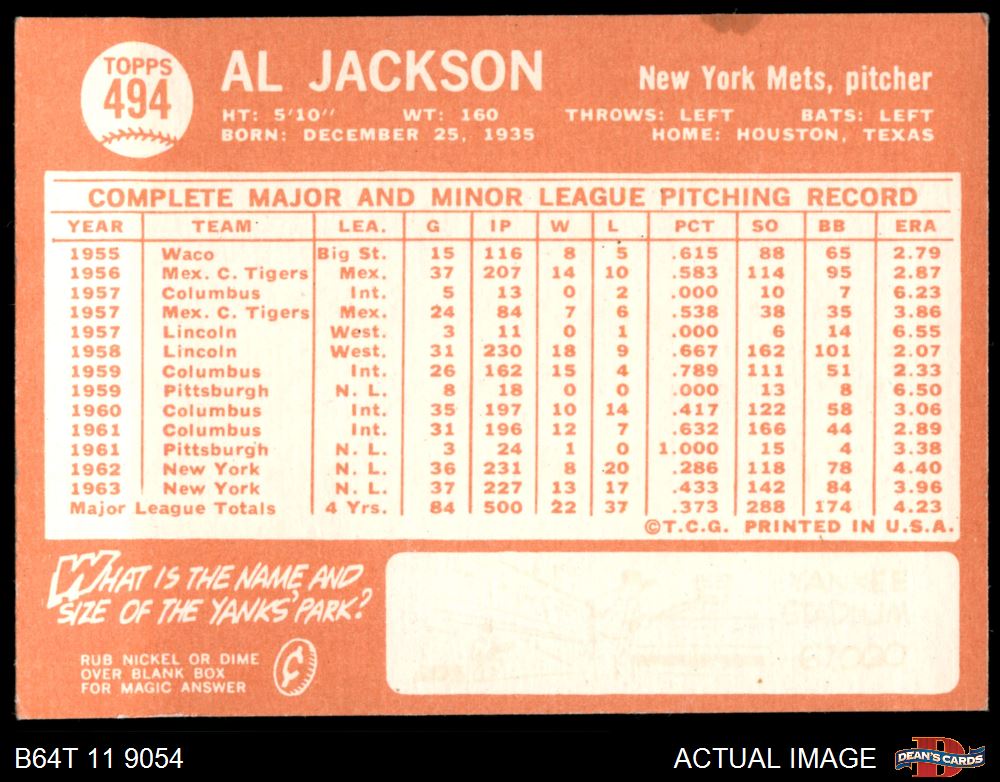 TOPPS
494
AL JACKSON
New York Mets, pitcher
HT: 5'10" WT: 160 THROWS: LEFT BATS: LEFT
BORN: DECEMBER 25, 1935 HOME: HOUSTON, TEXAS
COMPLETE MAJOR AND MINOR LEAGUE PITCHING RECORD
YEAR TEAM LEA. G IP W L PCT SO BB ERA
1955 Waco Big St. 15 116 8 5 .615 88 65 2.79
1956 Mex. C. Tigers Mex. 37 207 14 10 .583 114 95 2.87
1957 Columbus Int. 5 13 0 2 .000 10 7 6.23
1957 Mex. C. Tigers Mex. 24 84 7 6 .538 38 35 3.86
1957 Lincoln West. 3 11 0 1 .000 6 14 6.55
1958 Lincoln West. 31 230 18 9 .667 162 101 2.07
1959 Columbus Int. 26 162 15 4 .789 111 51 2.33
1959 Pittsburgh N. L. 8 18 0 0 .000 13 8 6.50
1960 Columbus Int. 35 197 10 14 .417 122 58 3.06
1961 Columbus Int. 31 196 12 7 .632 166 44 2.89
1961 Pittsburgh N. L. 3 24 1 0 1.000 15 4 3.38
1962 New York N. L. 36 231 8 20 .286 118 78 4.40
1963 New York N. L. 37 227 13 17 .433 142 84 3.96
Major League Totals 4 Yrs. 84 500 22 37 .373 288 174 4.23
©T.C.G. PRINTED IN U.S.A.
WHAT IS THE NAME AND
SIZE OF THE YANKS' PARK?
RUB NICKEL OR DIME
OVER BLANK BOX
FOR MAGIC ANSWER
¢
YANKEE
STADIUM
67000
B64T 11 9054
ACTUAL IMAGE
D
DEAN'S CARDS